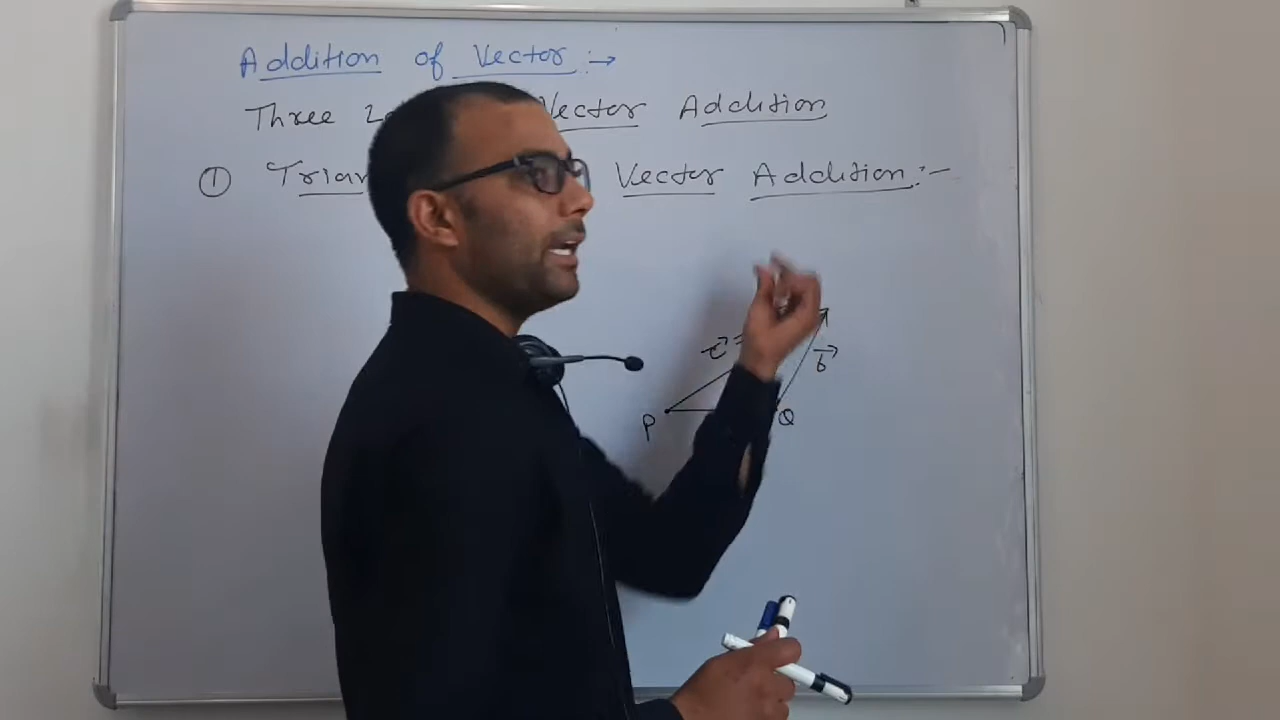 Addition of Vector :→
Three Vector Addition
① Vector Addition :-
c⃗ =
b⃗
P
Q